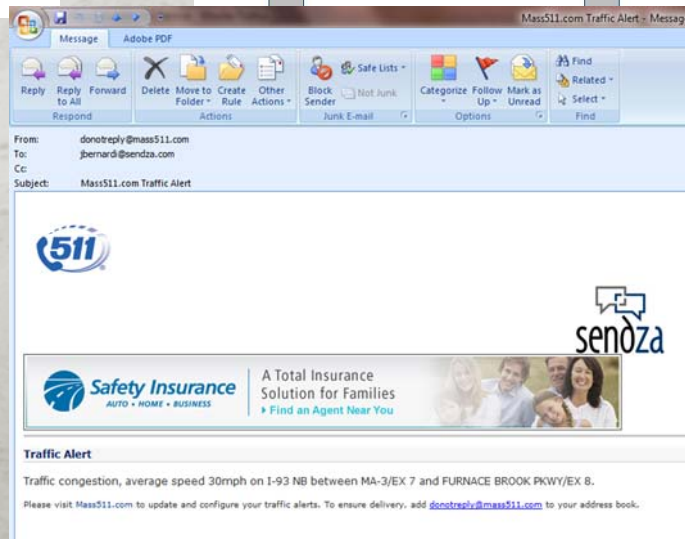 Mass511.com Traffic Alert - Messag
Message Adobe PDF
Reply Reply to All Forward Delete Move to Folder Create Rule Other Actions Block Sender Safe Lists Not Junk Categorize Follow Up Mark as Unread Find Related Select
Respond Actions Junk E-mail Options Find
From: donotreply@mass511.com
To: jbernardi@sendza.com
Cc:
Subject: Mass511.com Traffic Alert
511
sendza
Safety Insurance
AUTO • HOME • BUSINESS
A Total Insurance
Solution for Families
Find an Agent Near You
Traffic Alert
Traffic congestion, average speed 30mph on I-93 NB between MA-3/EX 7 and FURNACE BROOK PKWY/EX 8.
Please visit Mass511.com to update and configure your traffic alerts. To ensure delivery, add donotreply@mass511.com to your address book.